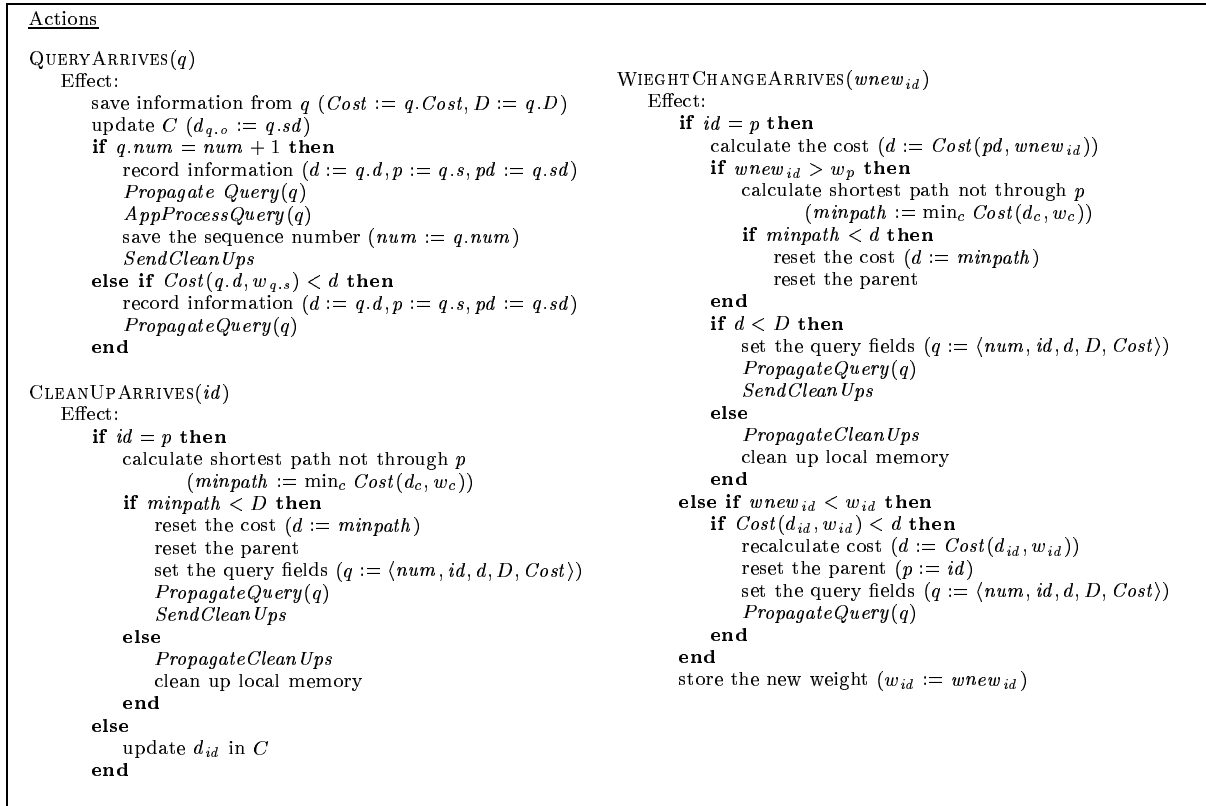 Actions
QUERYARRIVES(q)
Effect:
save information from q (Cost := q.Cost, D := q.D)
update C (d_{q.o} := q.sd)
if q.num = num + 1 then
record information (d := q.d, p := q.s, pd := q.sd)
Propagate Query(q)
AppProcessQuery(q)
save the sequence number (num := q.num)
SendCleanUps
else if Cost(q.d, w_{q.s}) < d then
record information (d := q.d, p := q.s, pd := q.sd)
PropagateQuery(q)
end
CLEANUPARRIVES(id)
Effect:
if id = p then
calculate shortest path not through p
(minpath := min_c Cost(d_c, w_c))
if minpath < D then
reset the cost (d := minpath)
reset the parent
set the query fields (q := ⟨num, id, d, D, Cost⟩)
PropagateQuery(q)
SendCleanUps
else
PropagateCleanUps
clean up local memory
end
else
update d_{id} in C
end
WIEGHTCHANGEARRIVES(wnew_{id})
Effect:
if id = p then
calculate the cost (d := Cost(pd, wnew_{id}))
if wnew_{id} > w_p then
calculate shortest path not through p
(minpath := min_c Cost(d_c, w_c))
if minpath < d then
reset the cost (d := minpath)
reset the parent
end
if d < D then
set the query fields (q := ⟨num, id, d, D, Cost⟩)
PropagateQuery(q)
SendCleanUps
else
PropagateCleanUps
clean up local memory
end
else if wnew_{id} < w_{id} then
if Cost(d_{id}, w_{id}) < d then
recalculate cost (d := Cost(d_{id}, w_{id}))
reset the parent (p := id)
set the query fields (q := ⟨num, id, d, D, Cost⟩)
PropagateQuery(q)
end
end
store the new weight (w_{id} := wnew_{id})